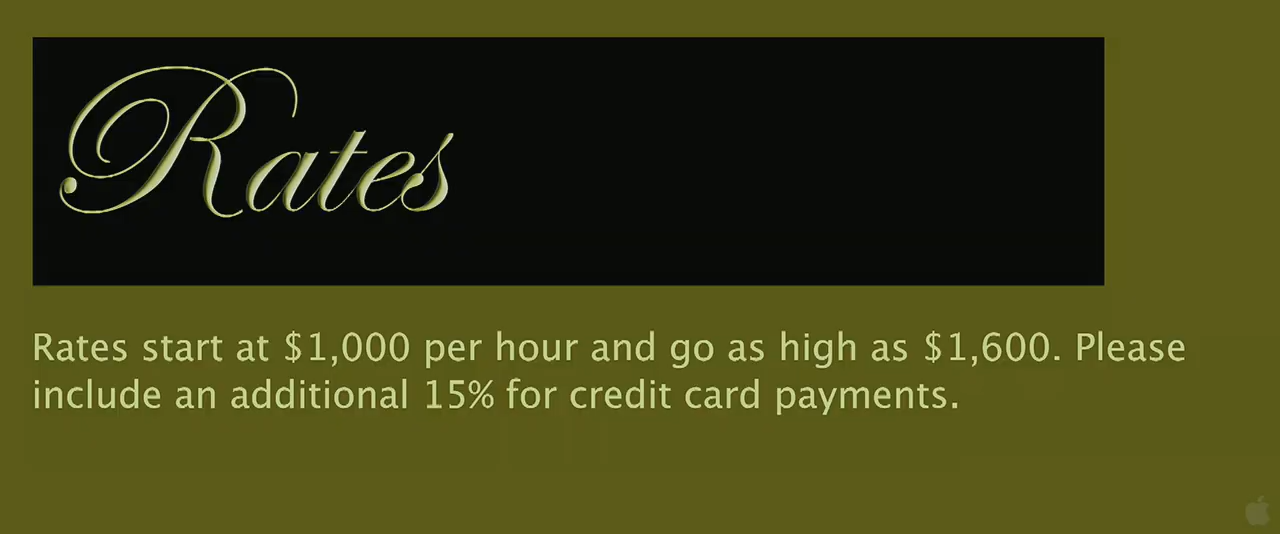 Rates
Rates start at $1,000 per hour and go as high as $1,600. Please
include an additional 15% for credit card payments.